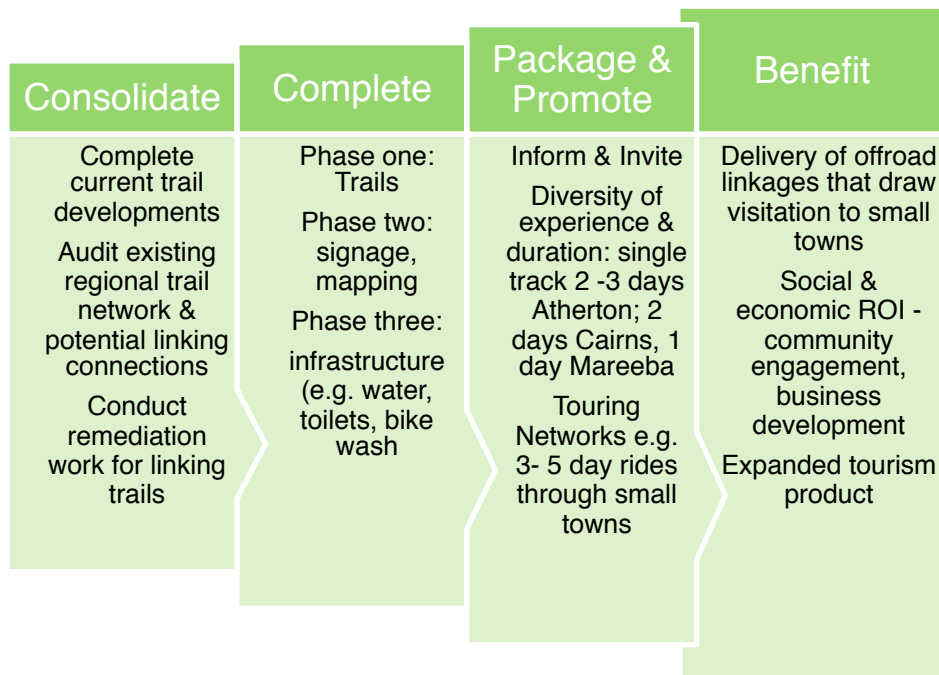 Consolidate
Complete
current trail
developments
Audit existing
regional trail
network &
potential linking
connections
Conduct
remediation
work for linking
trails
Complete
Phase one:
Trails
Phase two:
signage,
mapping
Phase three:
infrastructure
(e.g. water,
toilets, bike
wash
Package &
Promote
Inform & Invite
Diversity of
experience &
duration: single
track 2 -3 days
Atherton; 2
days Cairns, 1
day Mareeba
Touring
Networks e.g.
3- 5 day rides
through small
towns
Benefit
Delivery of offroad
linkages that draw
visitation to small
towns
Social &
economic ROI -
community
engagement,
business
development
Expanded tourism
product